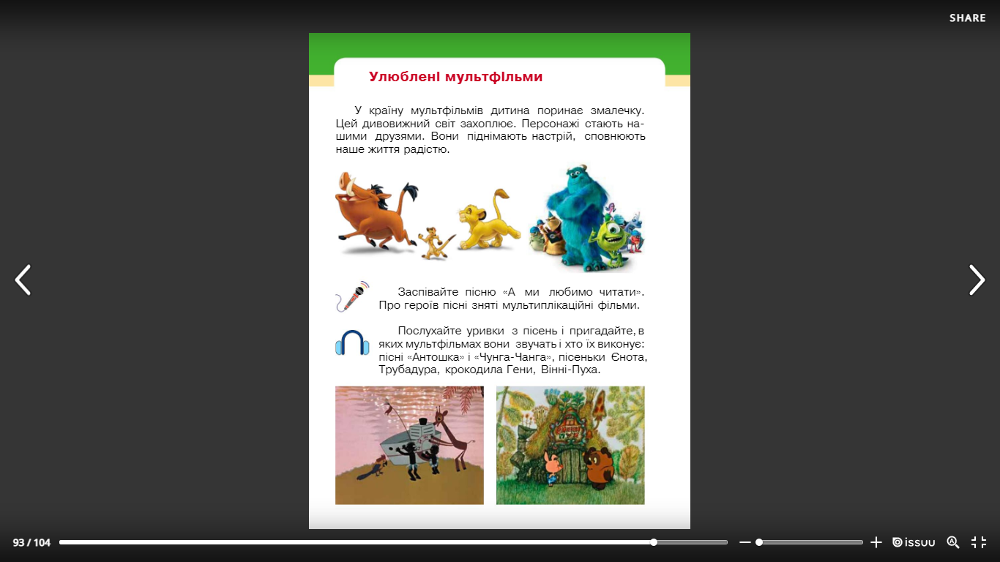 SHARE
Улюблені мультфільми
У країну мультфільмів дитина поринає змалечку.
Цей дивовижний світ захоплює. Персонажі стають на-
шими друзями. Вони піднімають настрій, сповнюють
наше життя радістю.
Заспівайте пісню «А ми любимо читати».
Про героїв пісні зняті мультиплікаційні фільми.
Послухайте уривки з пісень і пригадайте, в
яких мультфільмах вони звучать і хто їх виконує:
пісні «Антошка» і «Чунга-Чанга», пісеньки Єнота,
Трубадура, крокодила Гени, Вінні-Пуха.
93 / 104
issuu